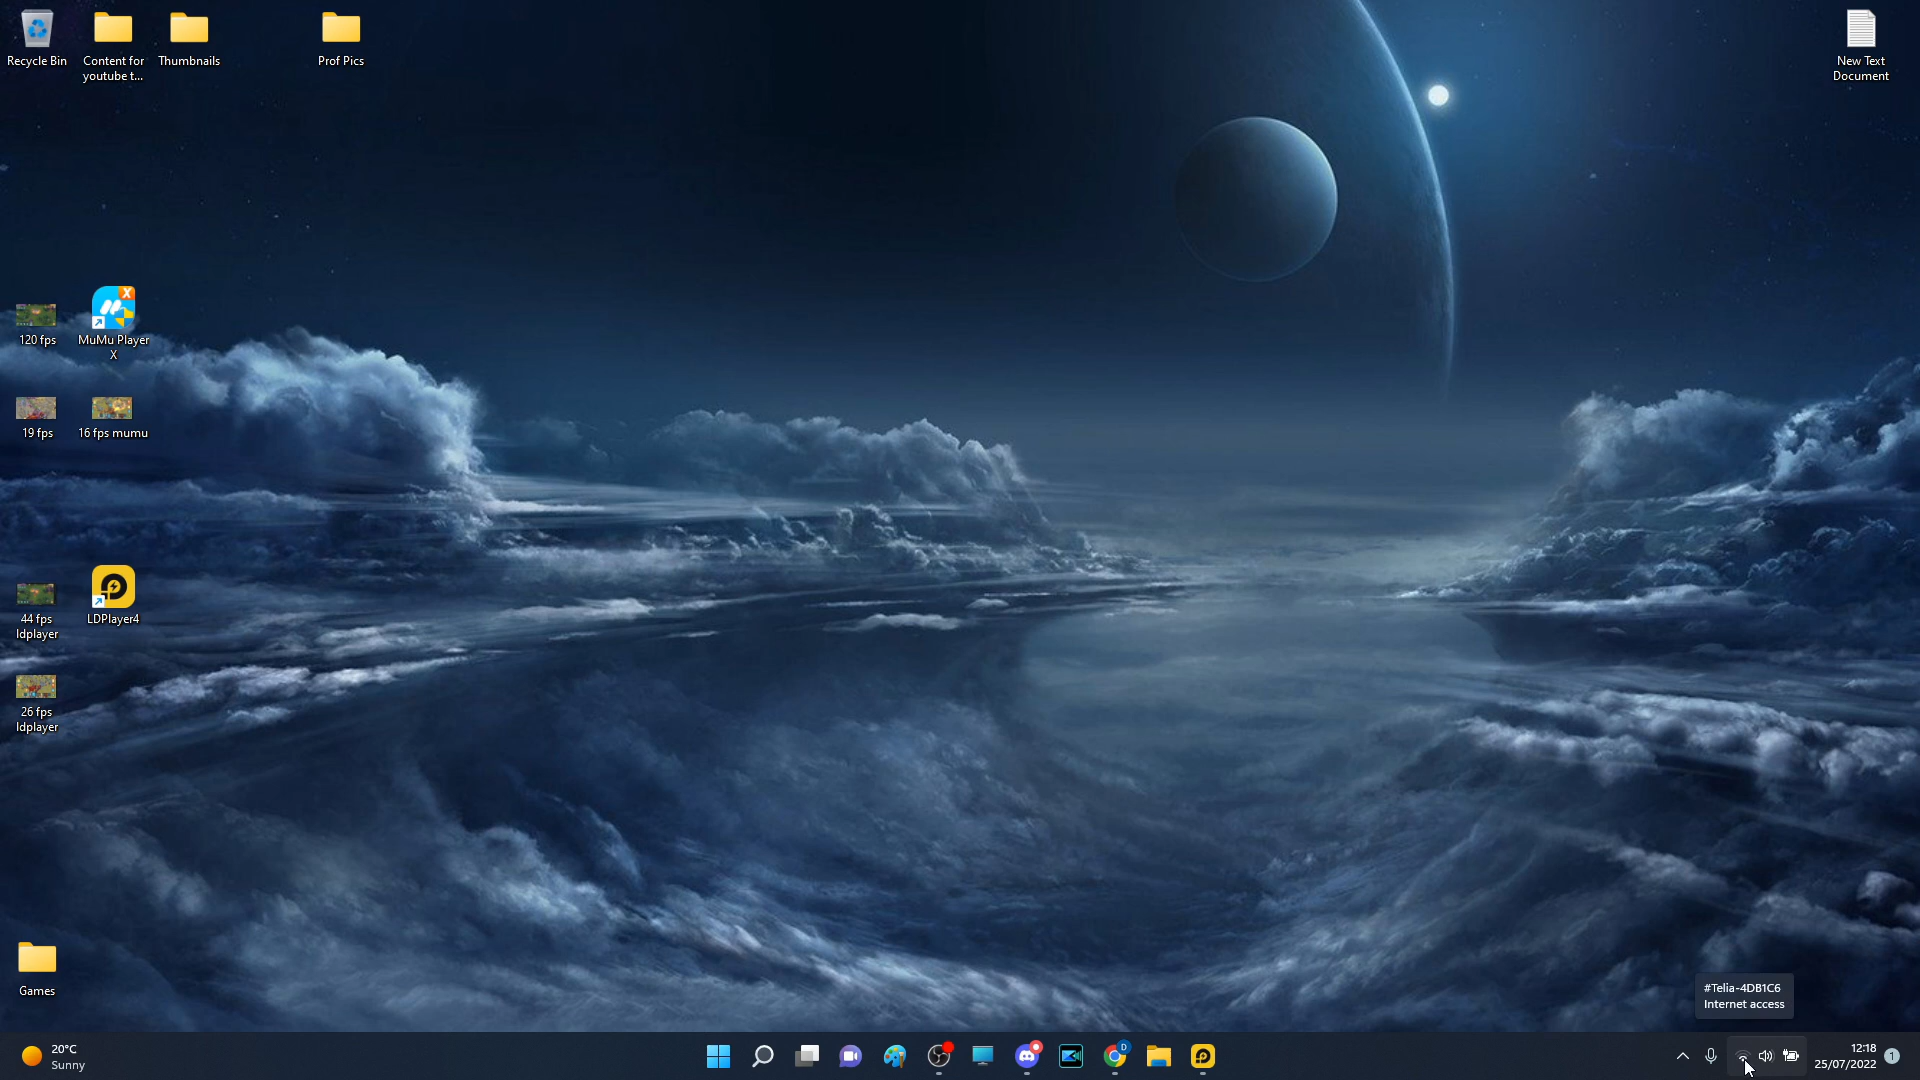 Recycle Bin
Content for
youtube t...
Thumbnails
Prof Pics
New Text
Document
120 fps
MuMu Player
X
19 fps
16 fps mumu
44 fps
ldplayer
LDPlayer4
26 fps
ldplayer
Games
#Telia-4DB1C6
Internet access
20°C
Sunny
D
12:18
25/07/2022
1